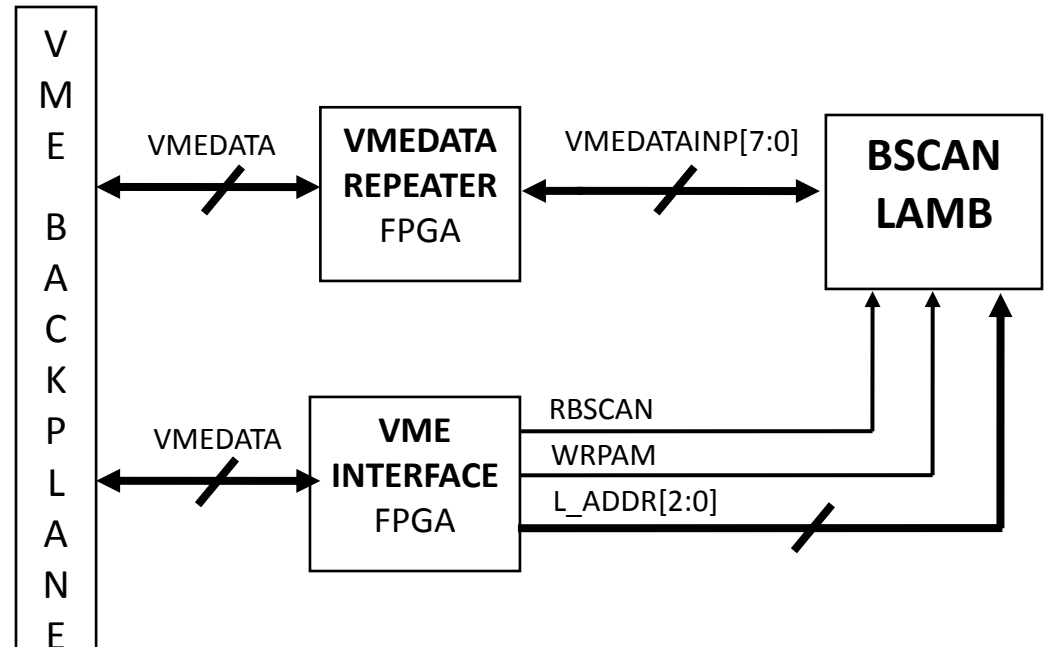 V
M
E
B
A
C
K
P
L
A
N
E
VMEDATA
VMEDATA
REPEATER
FPGA
VMEDATAINP[7:0]
BSCAN
LAMB
VMEDATA
VME
INTERFACE
FPGA
RBSCAN
WRPAM
L_ADDR[2:0]